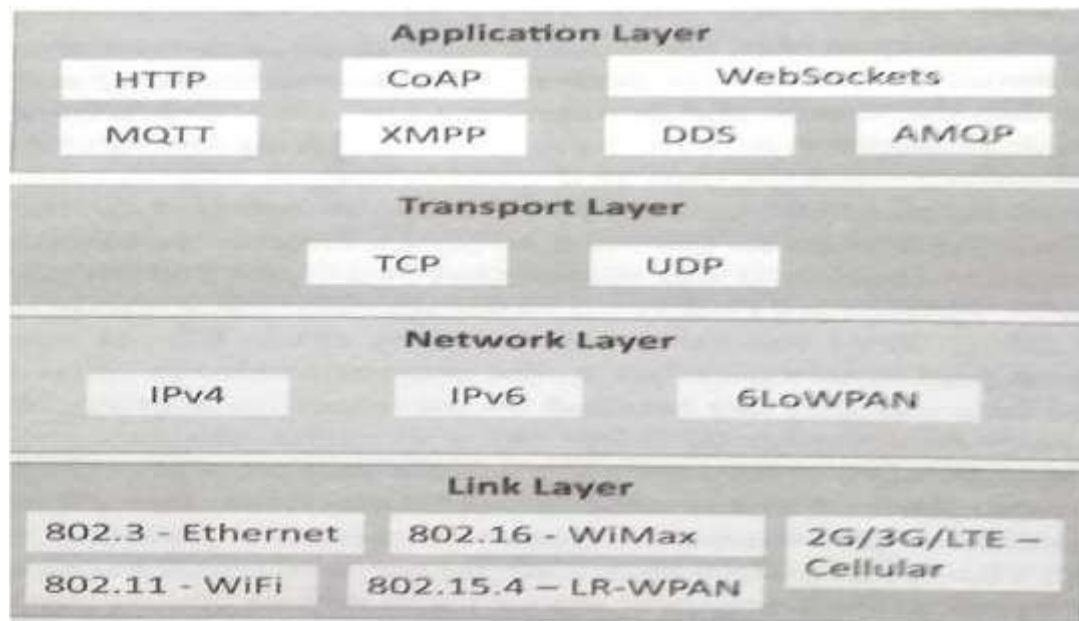 Application Layer
HTTP CoAP WebSockets
MQTT XMPP DDS AMQP
Transport Layer
TCP UDP
Network Layer
IPv4 IPv6 6LoWPAN
Link Layer
802.3 - Ethernet 802.16 - WiMax 2G/3G/LTE –
Cellular
802.11 - WiFi 802.15.4 – LR-WPAN